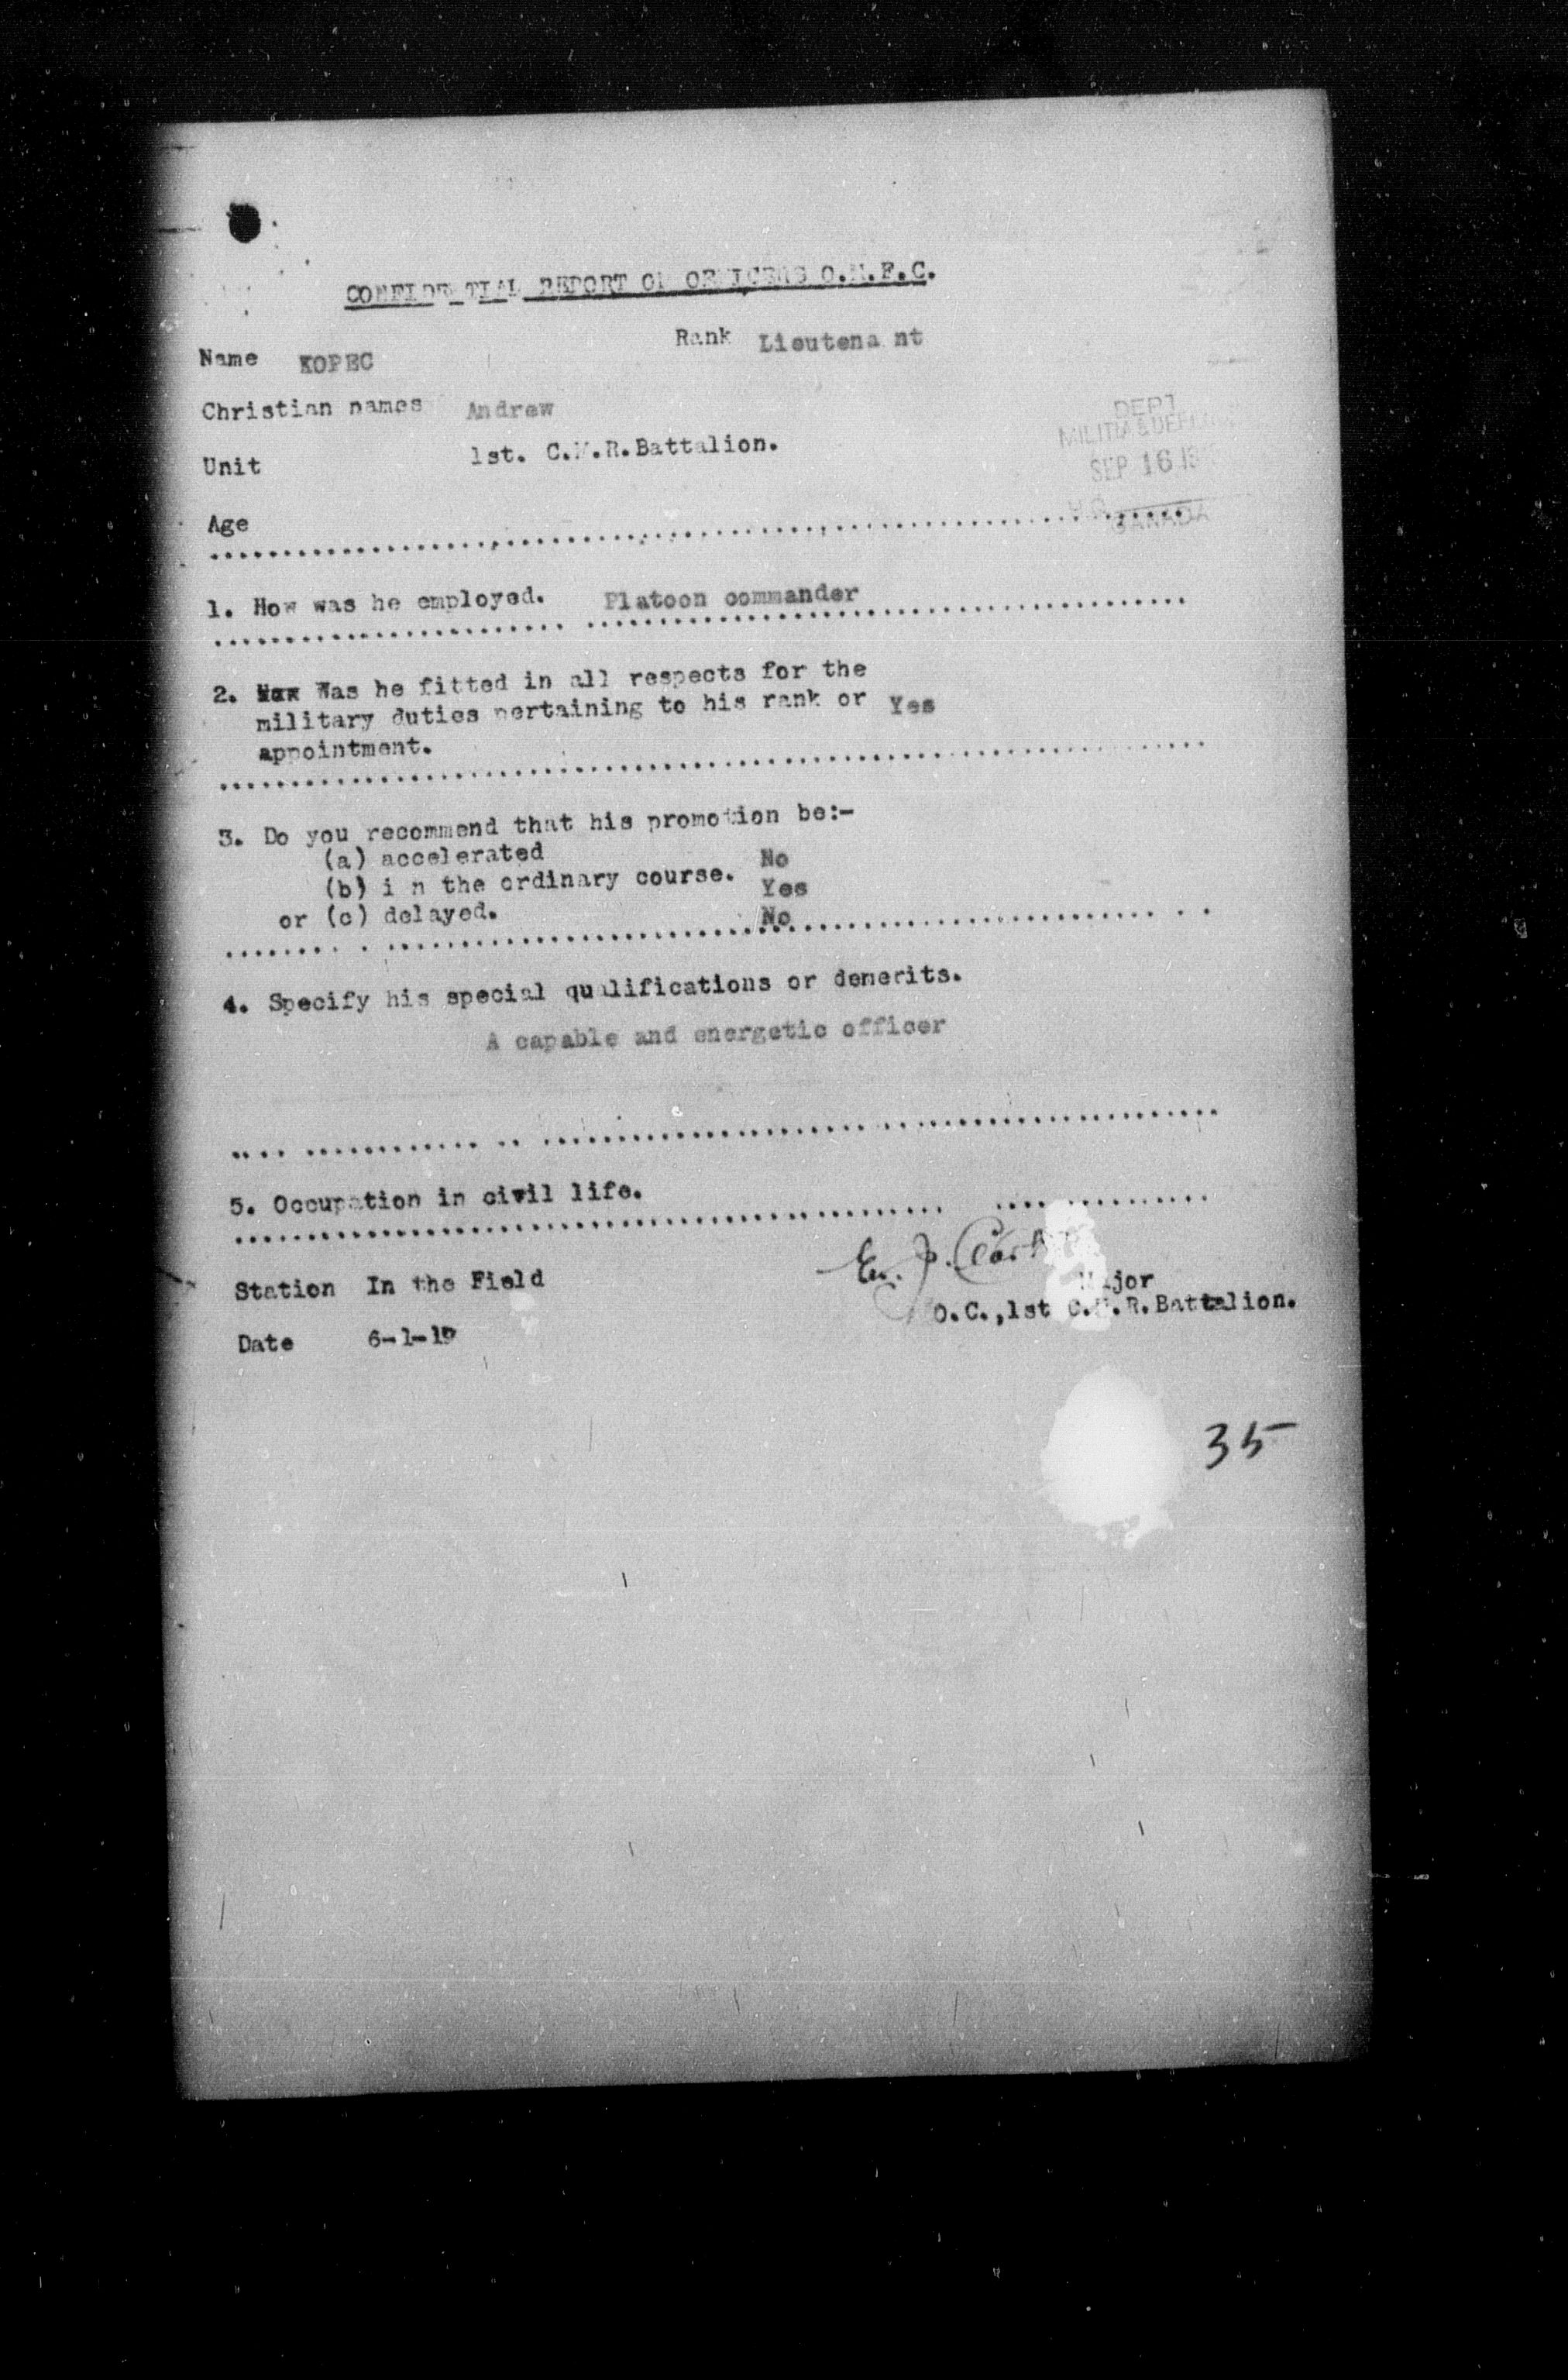 CONFIDENTIAL REPORT ON OFFICERS O.M.F.C.
Name KOPEC Rank Lieutena nt
Christian names Andrew
Unit 1st. C.M.R.Battalion.
DEPT
MILITIA & DEFENCE
SEP 16
CANADA
Age
1. How was he employed. Platoon commander
2. Was he fitted in all respects for the
military duties pertaining to his rank or Yes
appointment.
3. Do you recommend that his promotion be:-
(a) accelerated No
(b) i n the ordinary course. Yes
or (c) delayed. No
4. Specify his special qualifications or demerits.
A capable and energetic officer
5. Occupation in civil life.
Station In the Field
Major
O.C.,1st C.M.R.Battalion.
Date 6-1-19
35